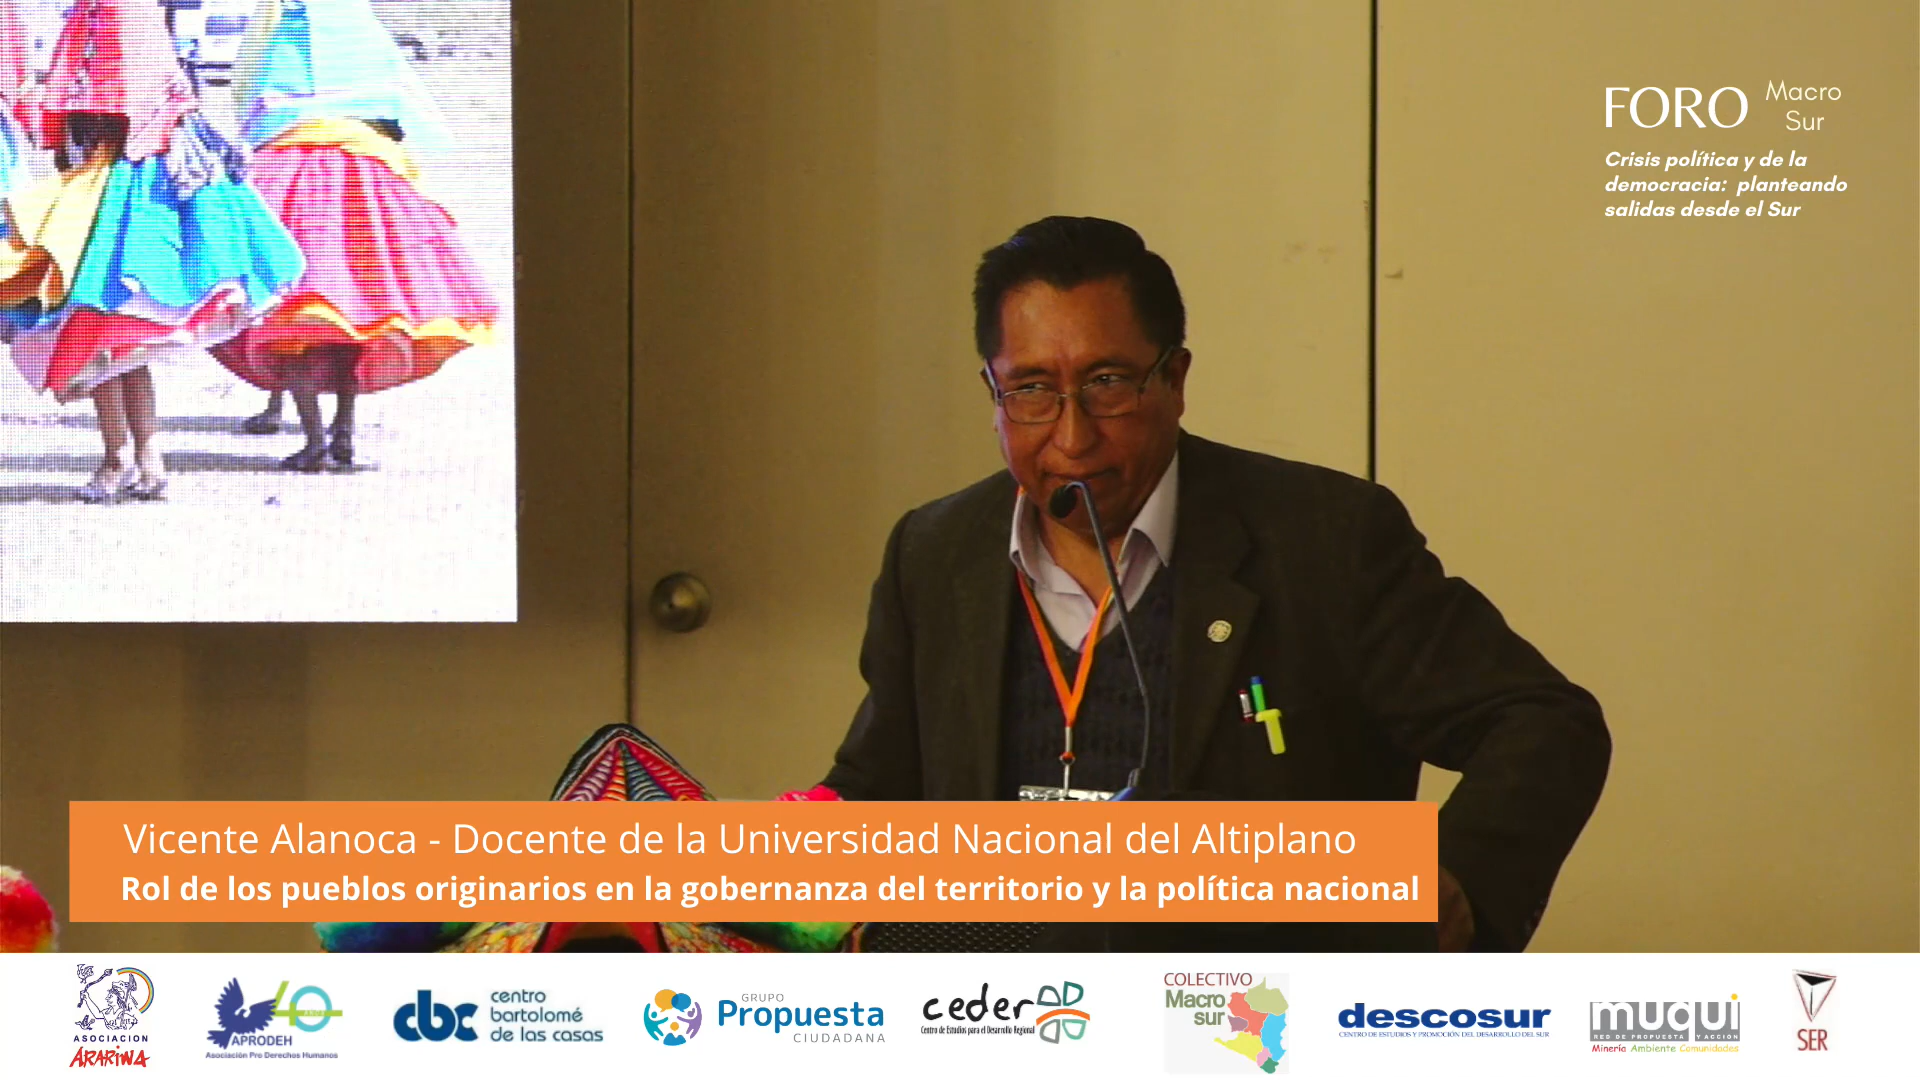 FORO Macro Sur
Crisis política y de la
democracia: planteando
salidas desde el Sur
Vicente Alanoca - Docente de la Universidad Nacional del Altiplano
Rol de los pueblos originarios en la gobernanza del territorio y la política nacional
ASOCIACION
ARARIWA
40
AÑOS
APRODEH
Asociación Pro Derechos Humanos
cbc
centro
bartolomé
de las casas
GRUPO
Propuesta
CIUDADANA
ceder
Centro de Estudios para el Desarrollo Regional
COLECTIVO
Macro
sur
descosur
CENTRO DE ESTUDIOS Y PROMOCIÓN DEL DESARROLLO DEL SUR
muqui
RED DE PROPUESTA Y ACCIÓN
Minería Ambiente Comunidades
SER